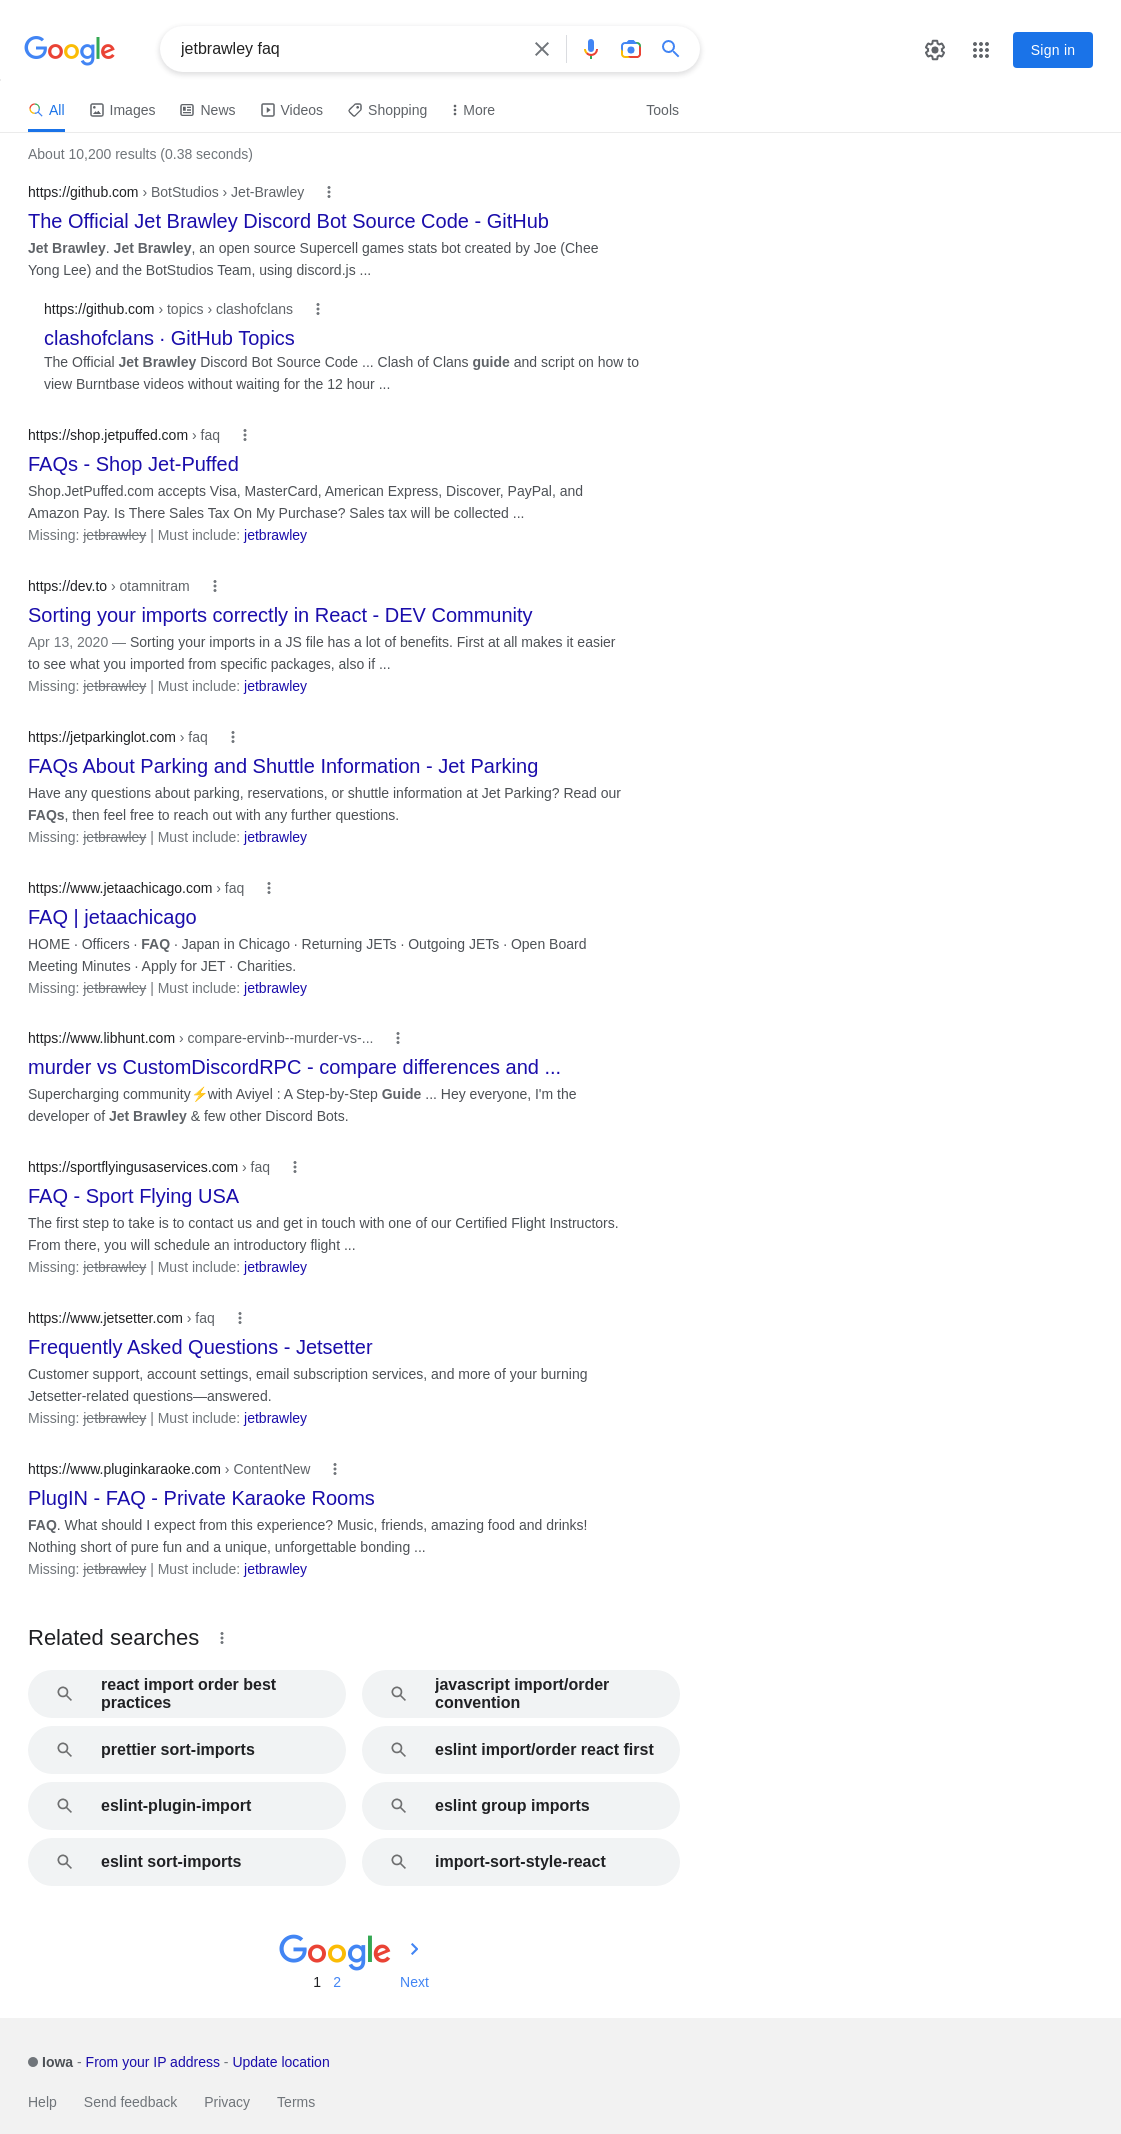 Google
jetbrawley faq
Sign in
All
Images
News
Videos
Shopping
More
Tools
About 10,200 results (0.38 seconds)
https://github.com › BotStudios › Jet-Brawley
The Official Jet Brawley Discord Bot Source Code - GitHub
Jet Brawley. Jet Brawley, an open source Supercell games stats bot created by Joe (Chee
Yong Lee) and the BotStudios Team, using discord.js ...
https://github.com › topics › clashofclans
clashofclans · GitHub Topics
The Official Jet Brawley Discord Bot Source Code ... Clash of Clans guide and script on how to
view Burntbase videos without waiting for the 12 hour ...
https://shop.jetpuffed.com › faq
FAQs - Shop Jet-Puffed
Shop.JetPuffed.com accepts Visa, MasterCard, American Express, Discover, PayPal, and
Amazon Pay. Is There Sales Tax On My Purchase? Sales tax will be collected ...
Missing: jetbrawley | Must include: jetbrawley
https://dev.to › otamnitram
Sorting your imports correctly in React - DEV Community
Apr 13, 2020 — Sorting your imports in a JS file has a lot of benefits. First at all makes it easier
to see what you imported from specific packages, also if ...
Missing: jetbrawley | Must include: jetbrawley
https://jetparkinglot.com › faq
FAQs About Parking and Shuttle Information - Jet Parking
Have any questions about parking, reservations, or shuttle information at Jet Parking? Read our
FAQs, then feel free to reach out with any further questions.
Missing: jetbrawley | Must include: jetbrawley
https://www.jetaachicago.com › faq
FAQ | jetaachicago
HOME · Officers · FAQ · Japan in Chicago · Returning JETs · Outgoing JETs · Open Board
Meeting Minutes · Apply for JET · Charities.
Missing: jetbrawley | Must include: jetbrawley
https://www.libhunt.com › compare-ervinb--murder-vs-...
murder vs CustomDiscordRPC - compare differences and ...
Supercharging community⚡with Aviyel : A Step-by-Step Guide ... Hey everyone, I'm the
developer of Jet Brawley & few other Discord Bots.
https://sportflyingusaservices.com › faq
FAQ - Sport Flying USA
The first step to take is to contact us and get in touch with one of our Certified Flight Instructors.
From there, you will schedule an introductory flight ...
Missing: jetbrawley | Must include: jetbrawley
https://www.jetsetter.com › faq
Frequently Asked Questions - Jetsetter
Customer support, account settings, email subscription services, and more of your burning
Jetsetter-related questions—answered.
Missing: jetbrawley | Must include: jetbrawley
https://www.pluginkaraoke.com › ContentNew
PlugIN - FAQ - Private Karaoke Rooms
FAQ. What should I expect from this experience? Music, friends, amazing food and drinks!
Nothing short of pure fun and a unique, unforgettable bonding ...
Missing: jetbrawley | Must include: jetbrawley
Related searches
react import order best
practices
javascript import/order
convention
prettier sort-imports
eslint import/order react first
eslint-plugin-import
eslint group imports
eslint sort-imports
import-sort-style-react
Google
1 2 Next
Iowa - From your IP address - Update location
Help Send feedback Privacy Terms